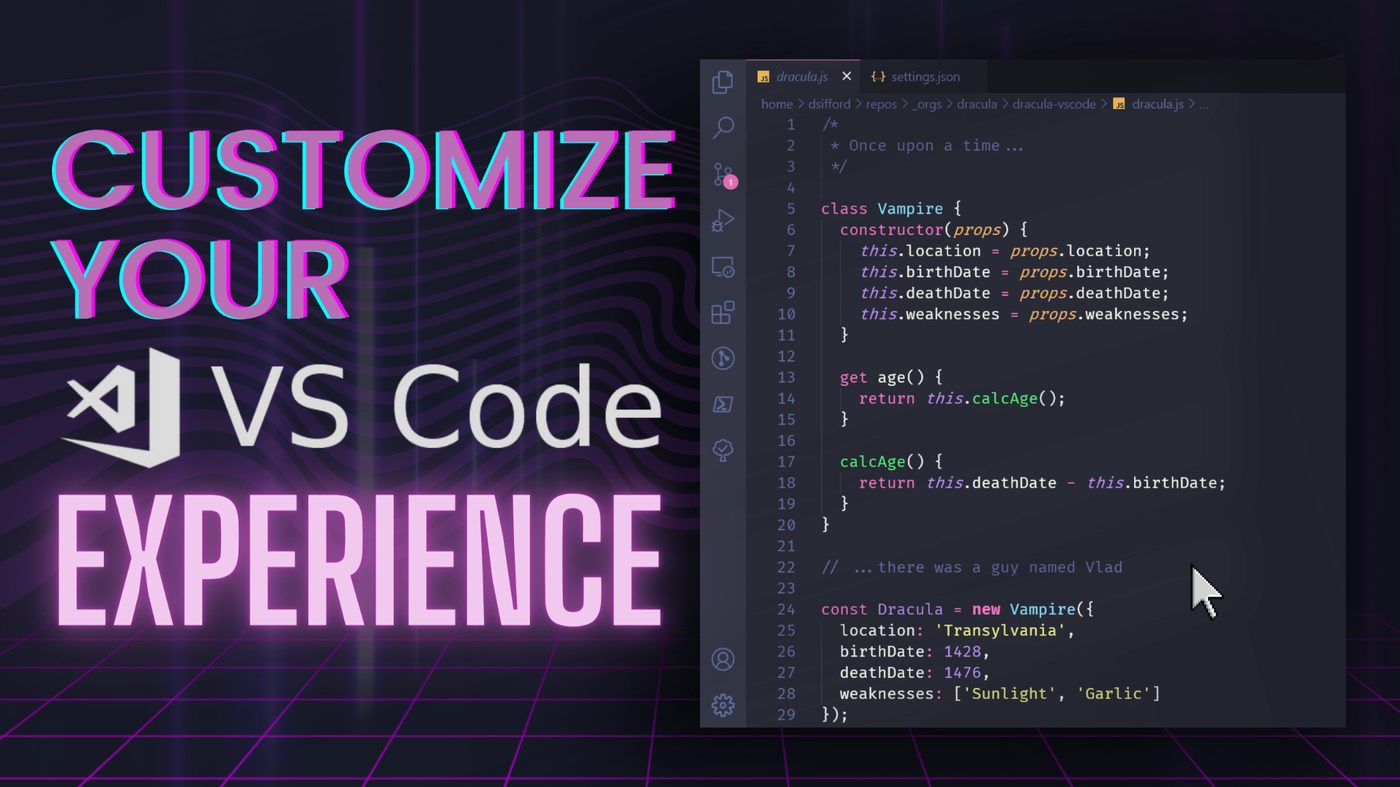 CUSTOMIZE
YOUR
VS Code
EXPERIENCE
dracula.js × {..} settings.json
home > dsifford > repos > _orgs > dracula > dracula-vscode > JS dracula.js > ...
1 /*
2  * Once upon a time...
3  */
4
5 class Vampire {
6   constructor(props) {
7     this.location = props.location;
8     this.birthDate = props.birthDate;
9     this.deathDate = props.deathDate;
10     this.weaknesses = props.weaknesses;
11   }
12
13   get age() {
14     return this.calcAge();
15   }
16
17   calcAge() {
18     return this.deathDate - this.birthDate;
19   }
20 }
21
22 // ...there was a guy named Vlad
23
24 const Dracula = new Vampire({
25   location: 'Transylvania',
26   birthDate: 1428,
27   deathDate: 1476,
28   weaknesses: ['Sunlight', 'Garlic']
29 });
1